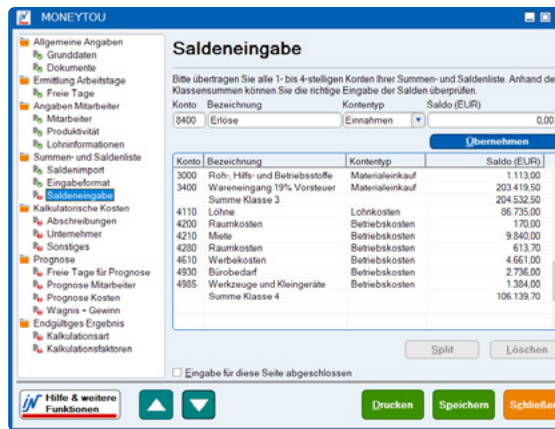 MONEYTOU
Allgemeine Angaben
Grunddaten
Dokumente
Ermittlung Arbeitstage
Freie Tage
Angaben Mitarbeiter
Mitarbeiter
Produktivität
Lohninformationen
Summen- und Saldenliste
Saldenimport
Eingabeformat
Saldeneingabe
Kalkulatorische Kosten
Abschreibungen
Unternehmer
Sonstiges
Prognose
Freie Tage für Prognose
Prognose Mitarbeiter
Prognose Kosten
Wagnis + Gewinn
Endgültiges Ergebnis
Kalkulationsart
Kalkulationsfaktoren
Saldeneingabe
Bitte übertragen Sie alle 1- bis 4-stelligen Konten Ihrer Summen- und Saldenliste. Anhand de
Klassensummen können Sie die richtige Eingabe der Salden überprüfen.
Konto Bezeichnung Kontentyp Saldo (EUR)
8400 Erlöse Einnahmen 0,00
Übernehmen
Konto Bezeichnung Kontentyp Saldo (EUR)
3000 Roh-, Hilfs- und Betriebsstoffe Materialeinkauf 1.113,00
3400 Wareneingang 19% Vorsteuer Materialeinkauf 203.419,50
Summe Klasse 3 204.532,50
4110 Löhne Lohnkosten 86.735,00
4200 Raumkosten Betriebskosten 170,00
4210 Miete Betriebskosten 9.840,00
4280 Raumkosten Betriebskosten 613,70
4610 Werbekosten Betriebskosten 4.661,00
4930 Bürobedarf Betriebskosten 2.736,00
4985 Werkzeuge und Kleingeräte Betriebskosten 1.384,00
Summe Klasse 4 106.139,70
Split Löschen
Eingabe für diese Seite abgeschlossen
Hilfe & weitere
Funktionen
Drucken Speichern Schließe